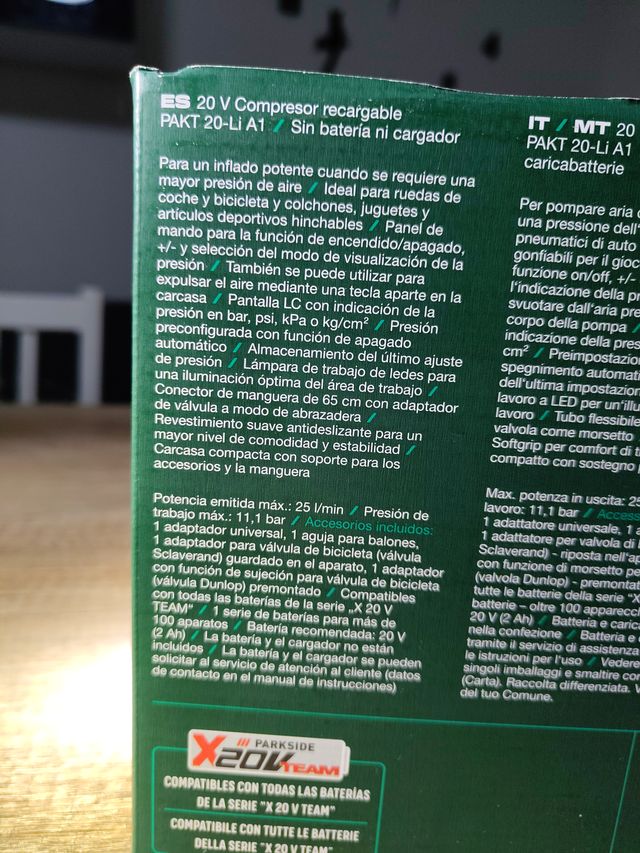 ES 20 V Compresor recargable
PAKT 20-Li A1 / Sin batería ni cargador
Para un inflado potente cuando se requiere una
mayor presión de aire / Ideal para ruedas de
coche y bicicleta y colchones, juguetes y
artículos deportivos hinchables / Panel de
mando para la función de encendido/apagado,
+/- y selección del modo de visualización de la
presión / También se puede utilizar para
expulsar el aire mediante una tecla aparte en la
carcasa / Pantalla LC con indicación de la
presión en bar, psi, kPa o kg/cm² / Presión
preconfigurada con función de apagado
automático / Almacenamiento del último ajuste
de presión / Lámpara de trabajo de ledes para
una iluminación óptima del área de trabajo /
Conector de manguera de 65 cm con adaptador
de válvula a modo de abrazadera /
Revestimiento suave antideslizante para un
mayor nivel de comodidad y estabilidad /
Carcasa compacta con soporte para los
accesorios y la manguera
Potencia emitida máx.: 25 l/min / Presión de
trabajo máx.: 11,1 bar / Accesorios incluidos:
1 adaptador universal, 1 aguja para balones,
1 adaptador para válvula de bicicleta (válvula
Sclaverand) guardado en el aparato, 1 adaptador
con función de sujeción para válvula de bicicleta
(válvula Dunlop) premontado / Compatibles
con todas las baterías de la serie „X 20 V
TEAM“ / 1 serie de baterías para más de
100 aparatos / Batería recomendada: 20 V
(2 Ah) / La batería y el cargador no están
incluidos / La batería y el cargador se pueden
solicitar al servicio de atención al cliente (datos
de contacto en el manual de instrucciones)
IT / MT 20
PAKT 20-Li A1
caricabatterie
Per pompare aria
una pressione dell'
pneumatici di auto
gonfiabili per il
funzione on/off, +/-
l'indicazione della
svuotare dall'aria
corpo della pompa /
indicazione della
cm² /
spegnimento
dell'ultima
lavoro a LED per
lavoro / Tubo flessibile
valvola come morsetto
Softgrip per comfort di
compatto con sostegno
Max. potenza in uscita:
lavoro: 11,1 bar /
1 adattatore universale, 1
1 adattatore per valvola di
Sclaverand) - riposta
con funzione di morsetto
(valvola Dunlop) -
tutte le batterie della serie
batterie – oltre 100
20 V (2 Ah) / Batteria e
nella confezione / Batteria e
tramite il servizio di
le istruzioni per l'uso /
singoli imballaggi e smaltire
(Carta). Raccolta differenziata.
del tuo Comune.
/// PARKSIDE
X20V TEAM
COMPATIBLES CON TODAS LAS BATERÍAS
DE LA SERIE "X 20 V TEAM"
COMPATIBILE CON TUTTE LE BATTERIE
DELLA SERIE "X 20 V TEAM"